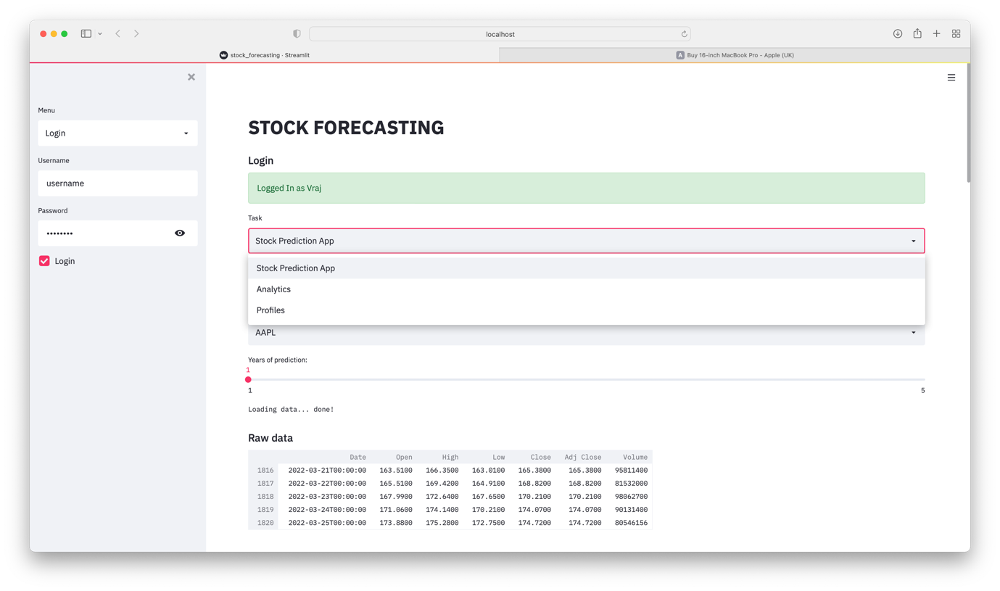 localhost
stock_forecasting · Streamlit
A Buy 16-inch MacBook Pro - Apple (UK)
Menu
Login
Username
username
Password
••••••••
Login
STOCK FORECASTING
Login
Logged In as Vraj
Task
Stock Prediction App
Stock Prediction App
Analytics
Profiles
AAPL
Years of prediction:
1
1 5
Loading data... done!
Raw data
Date Open High Low Close Adj Close Volume
1816 2022-03-21T00:00:00 163.5100 166.3500 163.0100 165.3800 165.3800 95811400
1817 2022-03-22T00:00:00 165.5100 169.4200 164.9100 168.8200 168.8200 81532000
1818 2022-03-23T00:00:00 167.9900 172.6400 167.6500 170.2100 170.2100 98062700
1819 2022-03-24T00:00:00 171.0600 174.1400 170.2100 174.0700 174.0700 90131400
1820 2022-03-25T00:00:00 173.8800 175.2800 172.7500 174.7200 174.7200 80546156